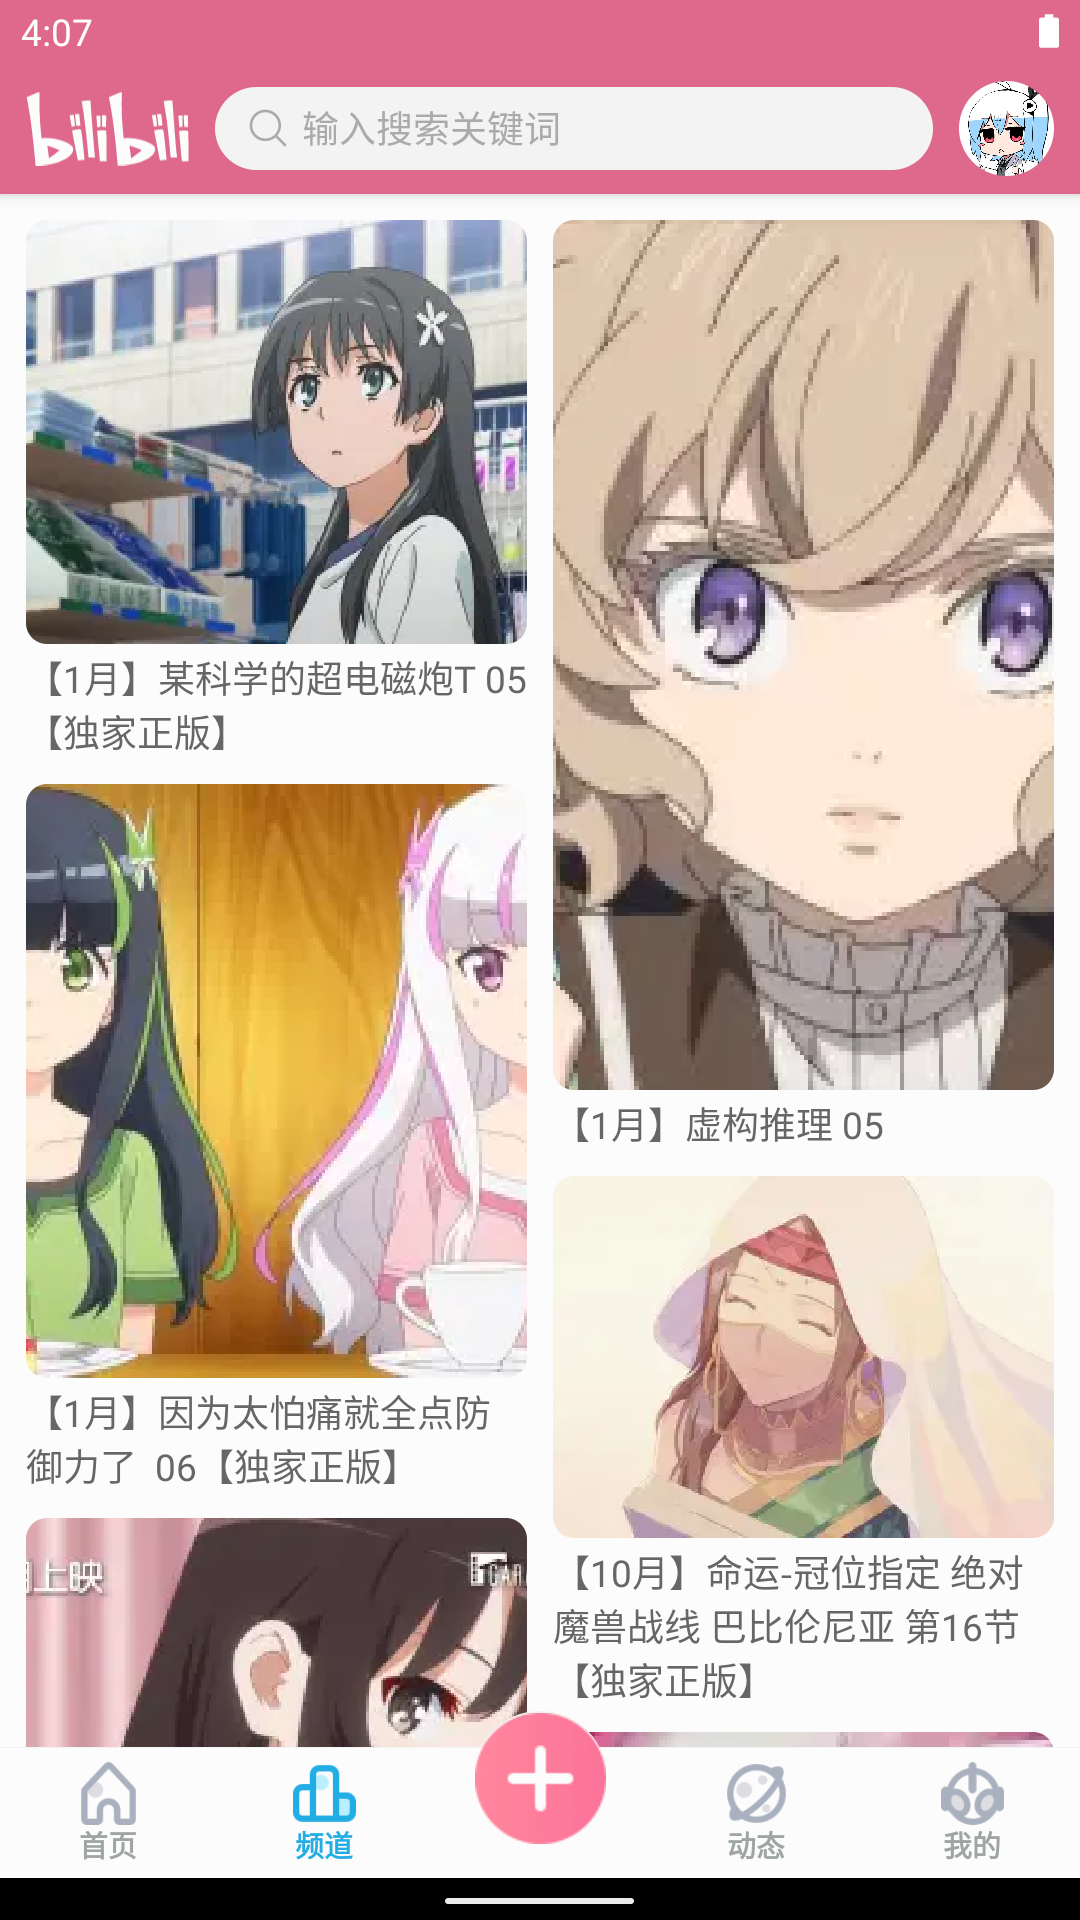 4:07
bilibili
输入搜索关键词
【1月】某科学的超电磁炮T 05
【独家正版】
【1月】虚构推理 05
【1月】因为太怕痛就全点防
御力了 06【独家正版】
上映
【10月】命运-冠位指定 绝对
魔兽战线 巴比伦尼亚 第16节
【独家正版】
首页
频道
动态
我的